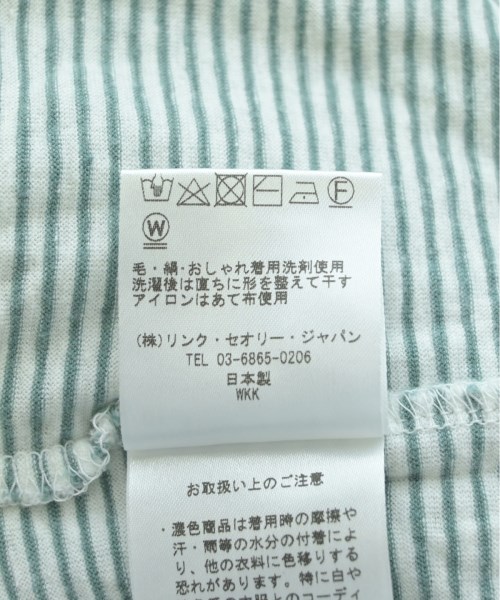 F
W
毛・絹・おしゃれ着用洗剤使用
洗濯後は直ちに形を整えて干す
アイロンはあて布使用
(株)リンク・セオリー・ジャパン
TEL 03-6865-0206
日本製
WKK
お取扱い上のご注意
・濃色商品は着用時の摩擦や
汗・雨等の水分の付着によ
り、他の衣料に色移りする
恐れがあります。特に白や